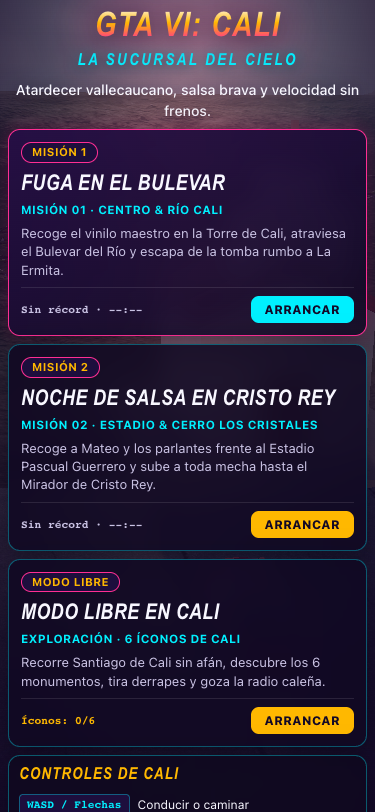 GTA VI: CALI
LA SUCURSAL DEL CIELO
Atardecer vallecaucano, salsa brava y velocidad sin
frenos.
MISIÓN 1
FUGA EN EL BULEVAR
MISIÓN 01 · CENTRO & RÍO CALI
Recoge el vinilo maestro en la Torre de Cali, atraviesa
el Bulevar del Río y escapa de la tomba rumbo a La
Ermita.
Sin récord · --:--
ARRANCAR
MISIÓN 2
NOCHE DE SALSA EN CRISTO REY
MISIÓN 02 · ESTADIO & CERRO LOS CRISTALES
Recoge a Mateo y los parlantes frente al Estadio
Pascual Guerrero y sube a toda mecha hasta el
Mirador de Cristo Rey.
Sin récord · --:--
ARRANCAR
MODO LIBRE
MODO LIBRE EN CALI
EXPLORACIÓN · 6 ÍCONOS DE CALI
Recorre Santiago de Cali sin afán, descubre los 6
monumentos, tira derrapes y goza la radio caleña.
Íconos: 0/6
ARRANCAR
CONTROLES DE CALI
WASD / Flechas Conducir o caminar